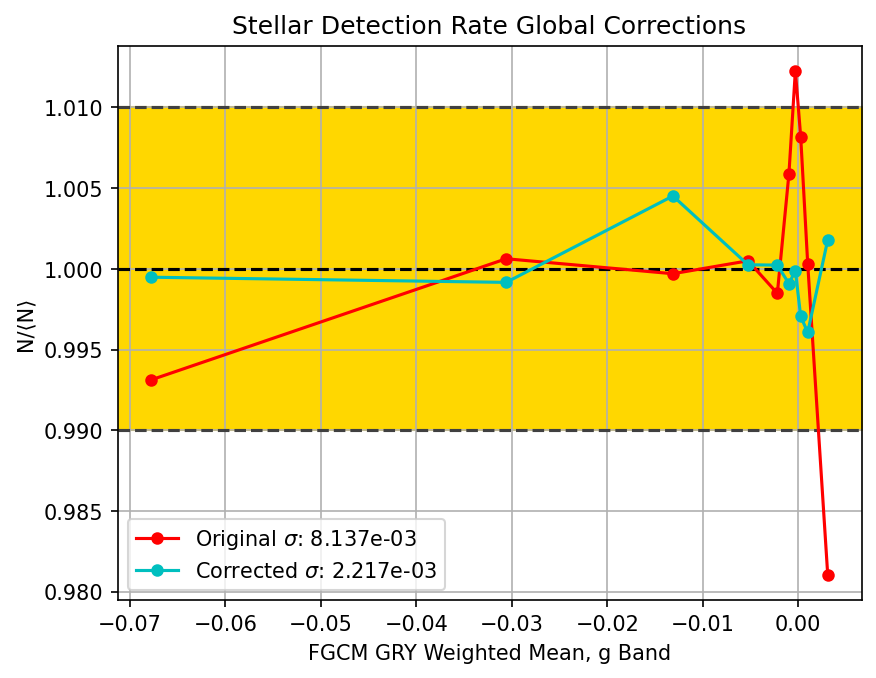 Stellar Detection Rate Global Corrections
N/⟨N⟩
1.010
1.005
1.000
0.995
0.990
0.985
0.980
Original σ: 8.137e-03
Corrected σ: 2.217e-03
−0.07 −0.06 −0.05 −0.04 −0.03 −0.02 −0.01 0.00
FGCM GRY Weighted Mean, g Band